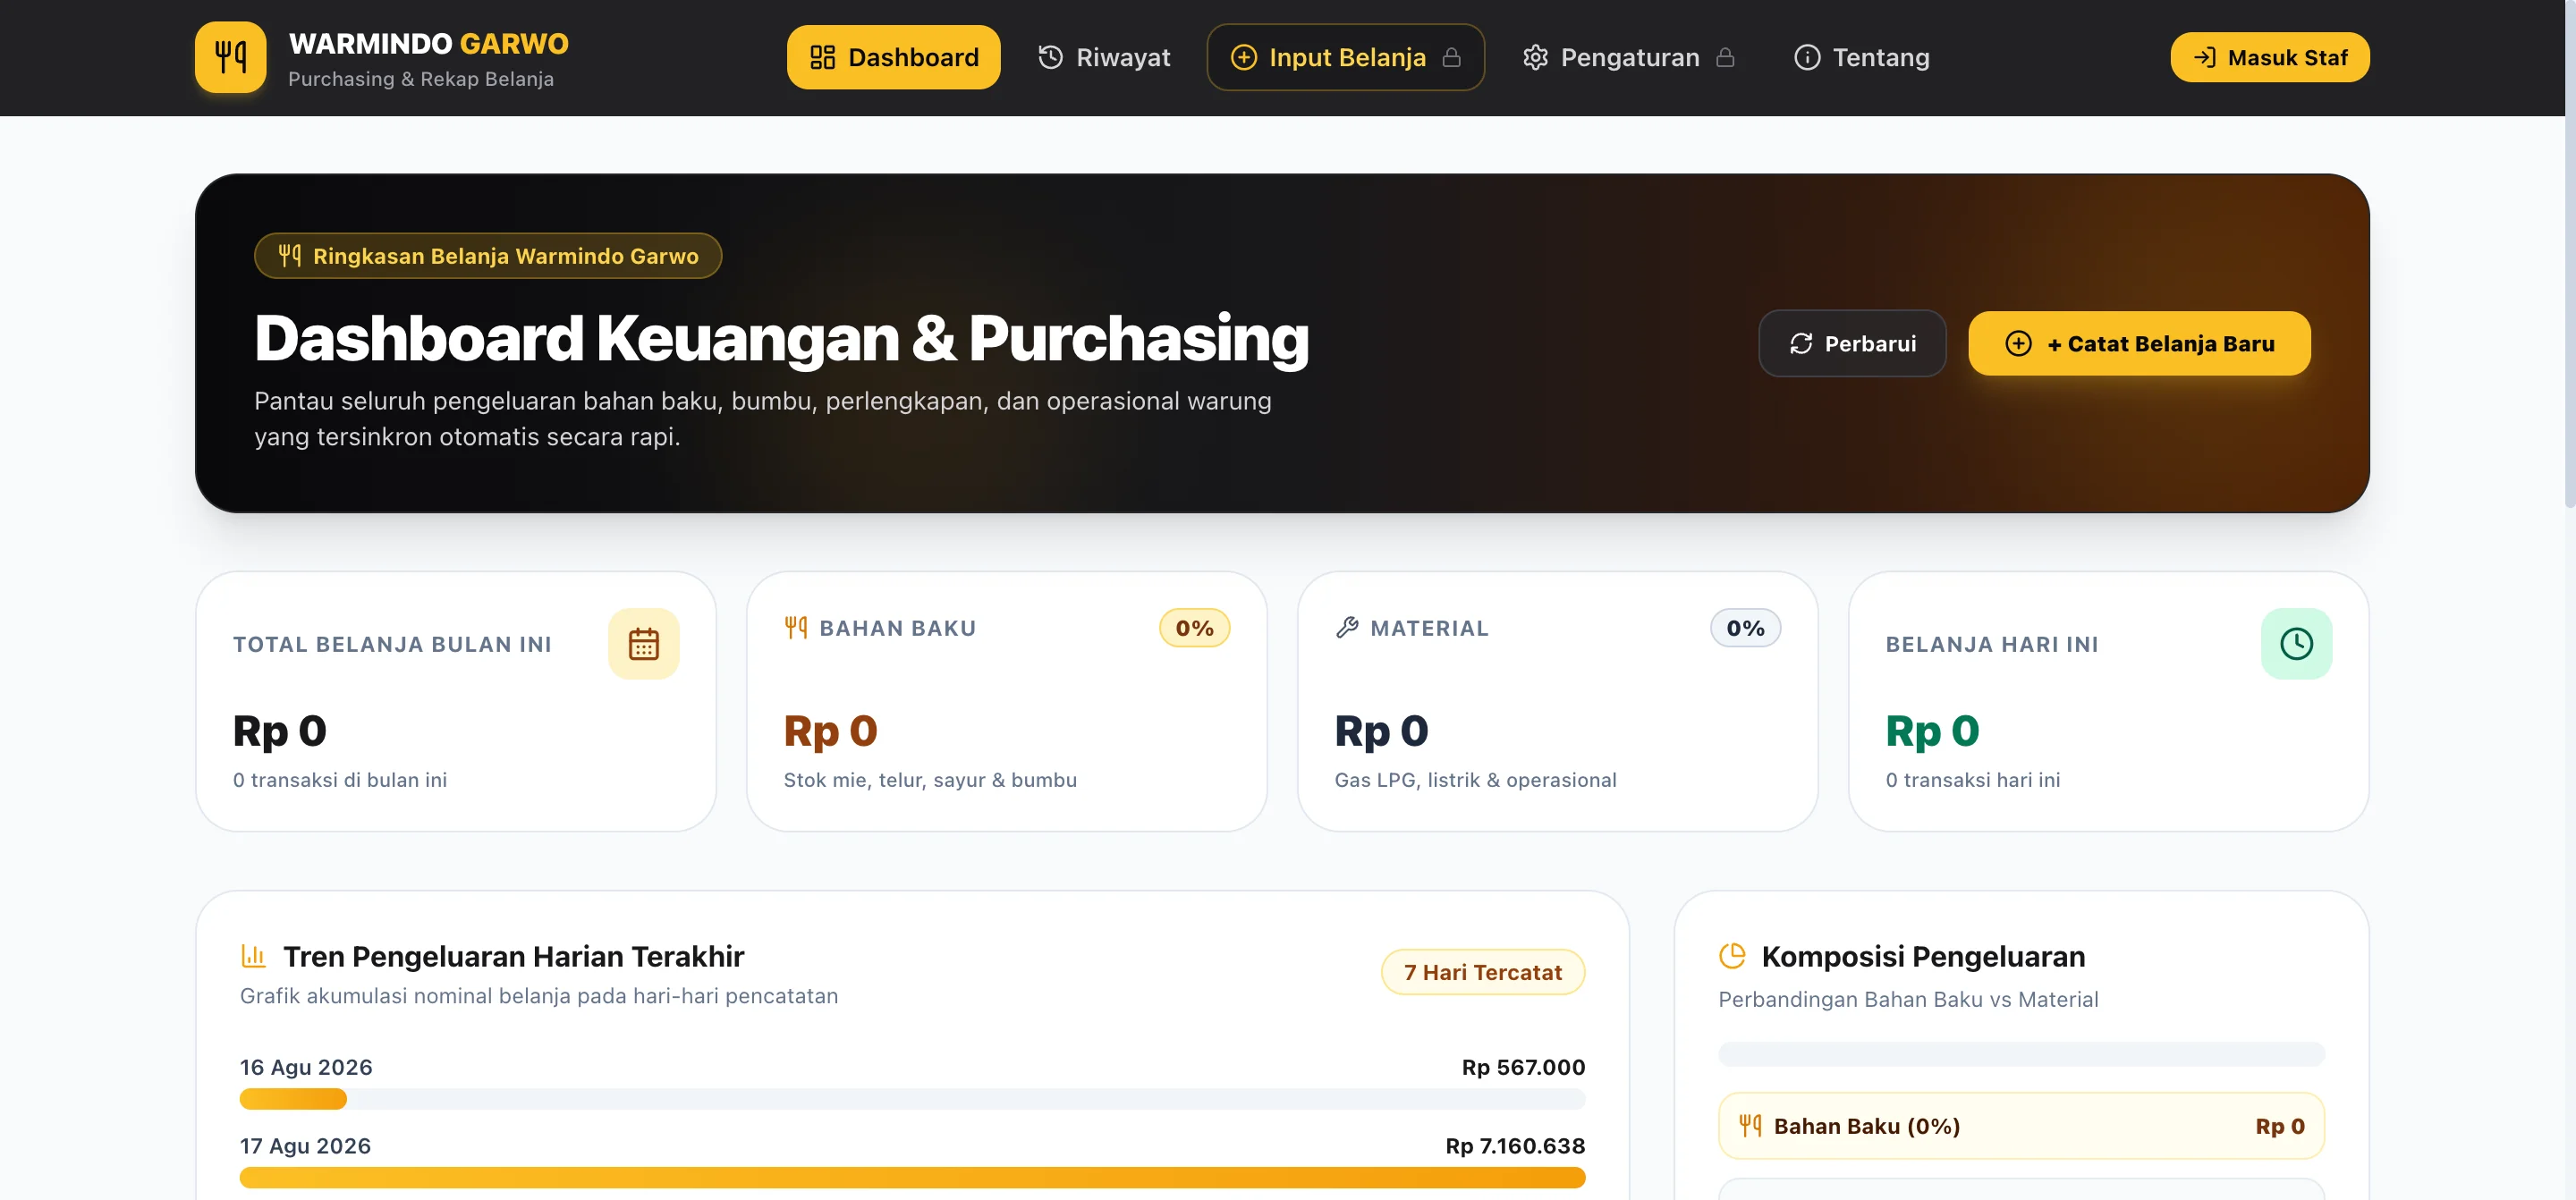 WARMINDO GARWO
Purchasing & Rekap Belanja
Dashboard
Riwayat
Input Belanja
Pengaturan
Tentang
Masuk Staf
Ringkasan Belanja Warmindo Garwo
Dashboard Keuangan & Purchasing
Pantau seluruh pengeluaran bahan baku, bumbu, perlengkapan, dan operasional warung
yang tersinkron otomatis secara rapi.
Perbarui
+ Catat Belanja Baru
TOTAL BELANJA BULAN INI
Rp 0
0 transaksi di bulan ini
BAHAN BAKU
0%
Rp 0
Stok mie, telur, sayur & bumbu
MATERIAL
0%
Rp 0
Gas LPG, listrik & operasional
BELANJA HARI INI
Rp 0
0 transaksi hari ini
Tren Pengeluaran Harian Terakhir
Grafik akumulasi nominal belanja pada hari-hari pencatatan
7 Hari Tercatat
16 Agu 2026
Rp 567.000
17 Agu 2026
Rp 7.160.638
Komposisi Pengeluaran
Perbandingan Bahan Baku vs Material
Bahan Baku (0%)
Rp 0